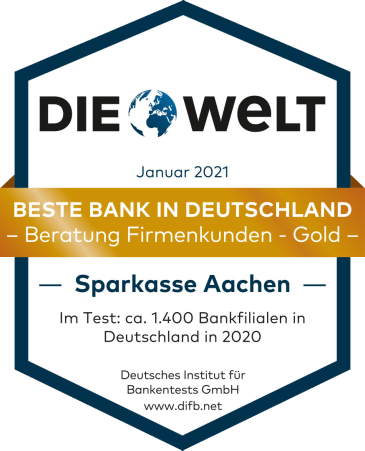 DIE WELT
Januar 2021
BESTE BANK IN DEUTSCHLAND
– Beratung Firmenkunden - Gold –
— Sparkasse Aachen —
Im Test: ca. 1.400 Bankfilialen in
Deutschland in 2020
Deutsches Institut für
Bankentests GmbH
www.difb.net